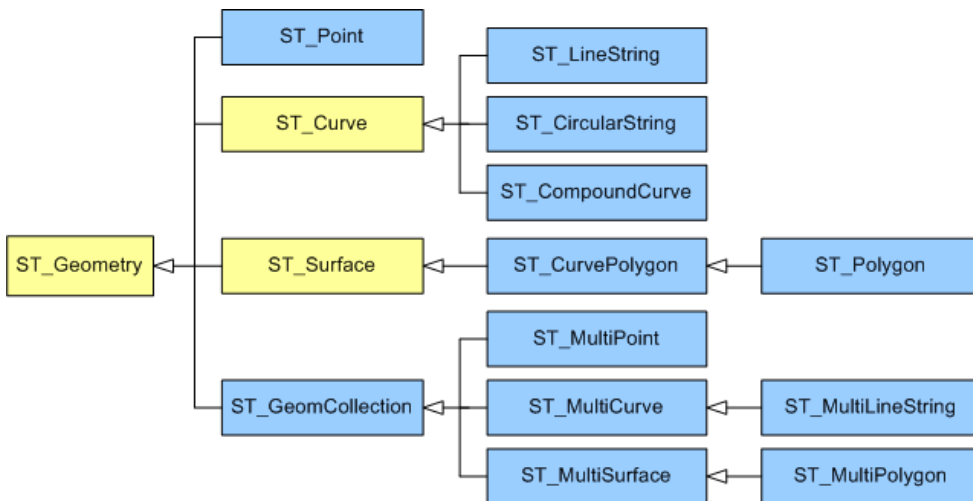 ST_Point
ST_LineString
ST_Curve
ST_CircularString
ST_CompoundCurve
ST_Geometry
ST_Surface
ST_CurvePolygon
ST_Polygon
ST_MultiPoint
ST_GeomCollection
ST_MultiCurve
ST_MultiLineString
ST_MultiSurface
ST_MultiPolygon